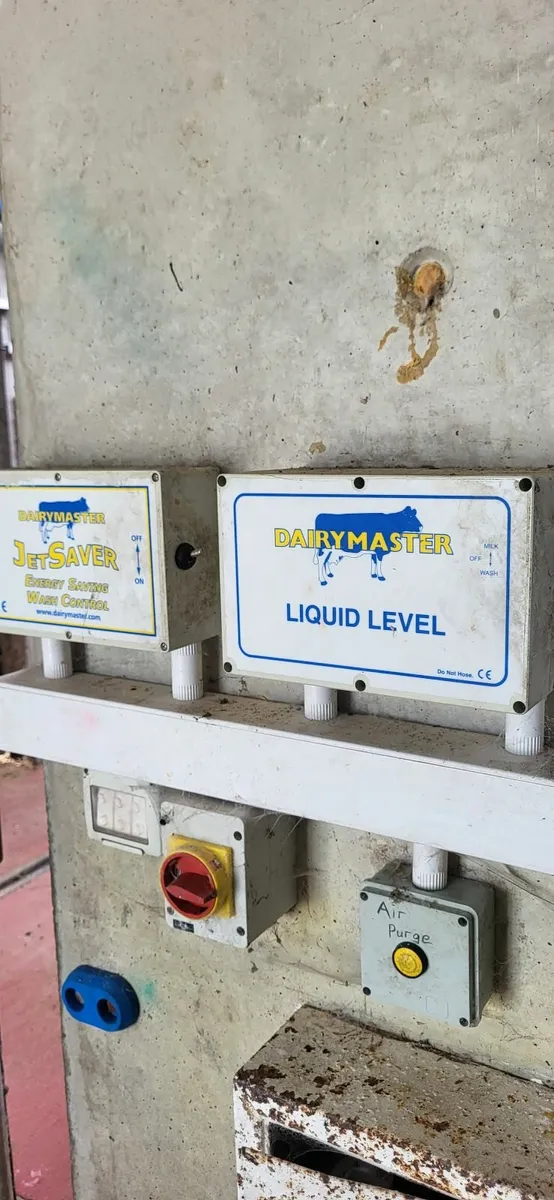 DAIRYMASTER
JETSAVER
ENERGY SAVING
WASH CONTROL
www.dairymaster.com
OFF
ON
CE
DAIRYMASTER
LIQUID LEVEL
MILK
OFF
WASH
Do Not Hose. CE
Air
Purge